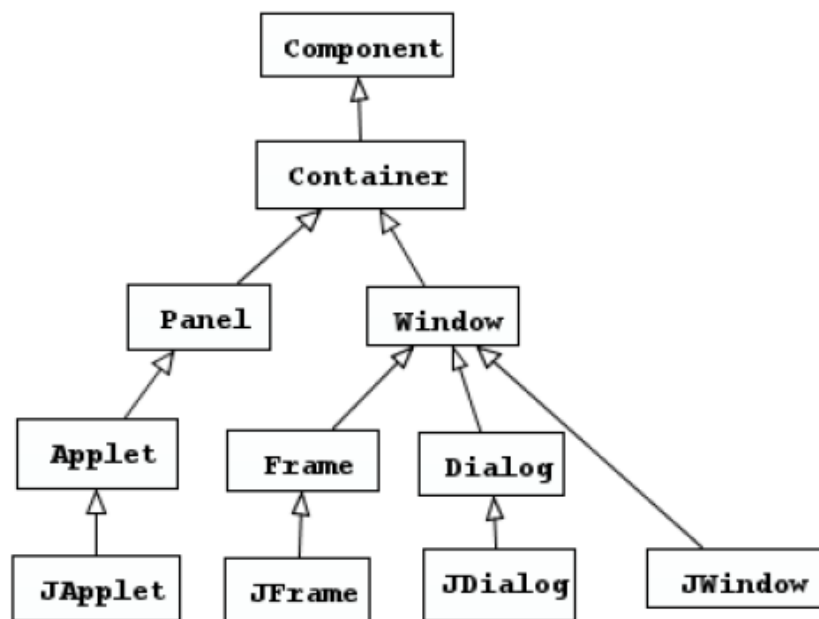 Component
Container
Panel
Window
Applet
Frame
Dialog
JApplet
JFrame
JDialog
JWindow